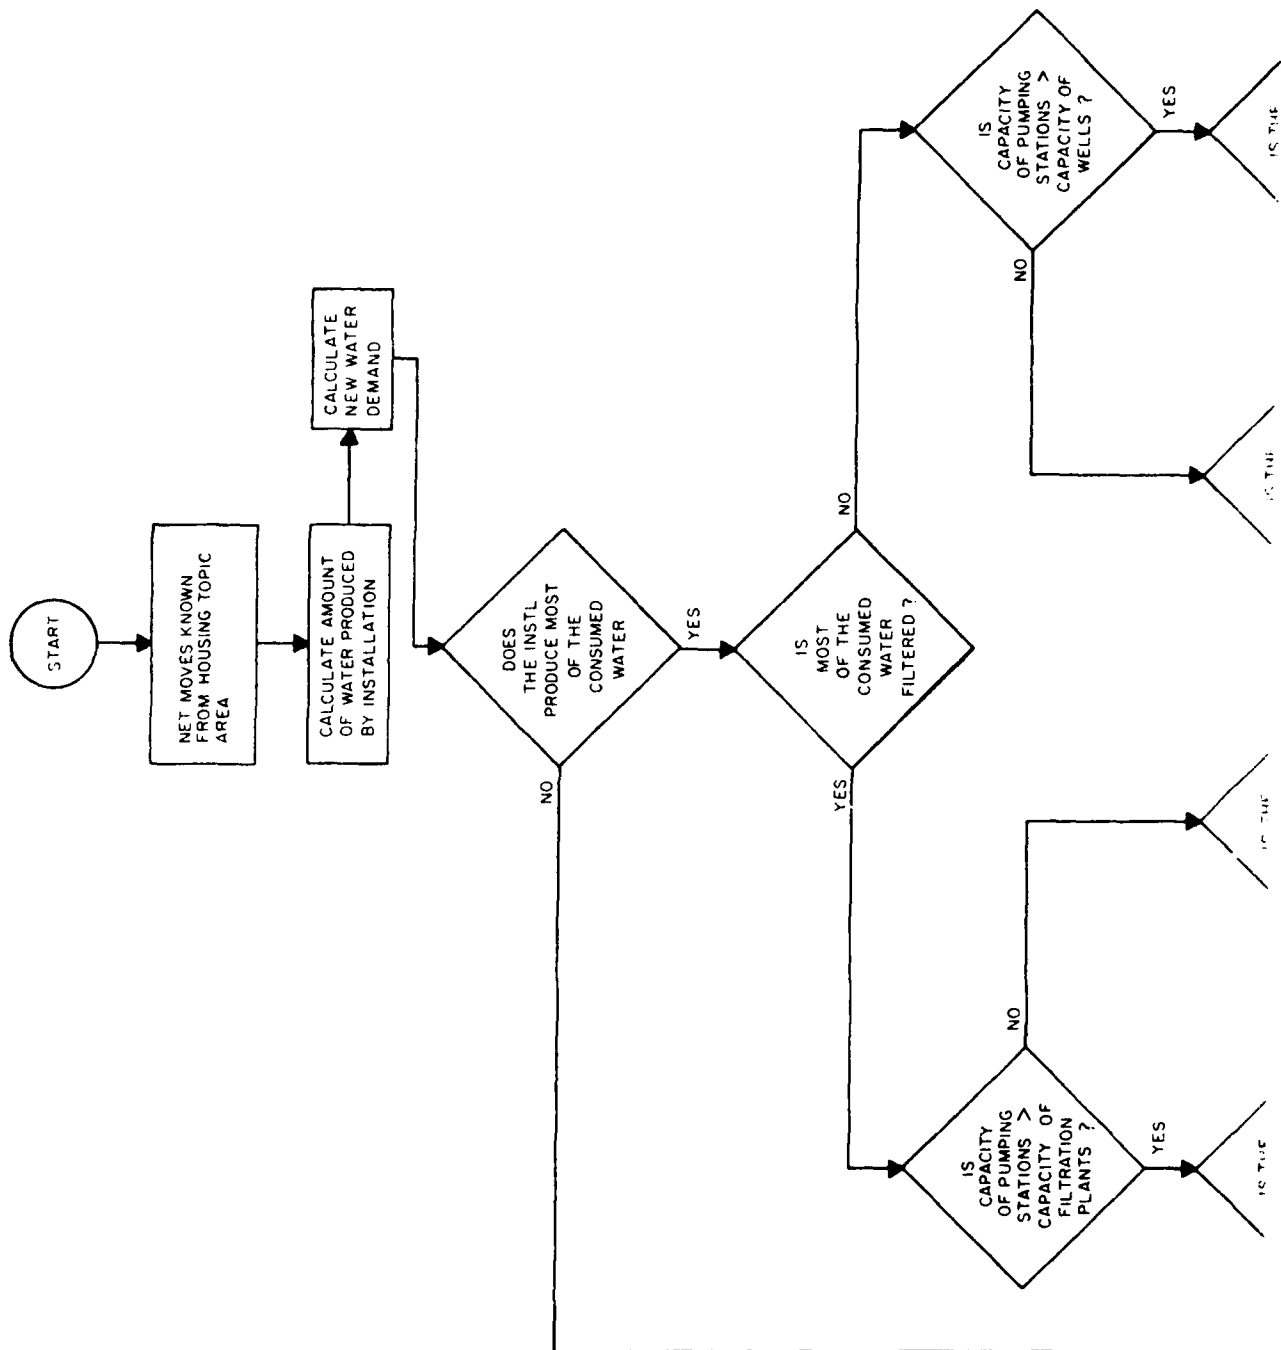 START
NET MOVES KNOWN
FROM HOUSING TOPIC
AREA
CALCULATE AMOUNT
OF WATER PRODUCED
BY INSTALLATION
CALCULATE
NEW WATER
DEMAND
DOES
THE INSTL
PRODUCE MOST
OF THE
CONSUMED
WATER
NO
YES
IS
MOST
OF THE
CONSUMED
WATER
FILTERED ?
YES
NO
IS
CAPACITY
OF PUMPING
STATIONS >
CAPACITY OF
FILTRATION
PLANTS ?
NO
YES
IS
CAPACITY
OF PUMPING
STATIONS >
CAPACITY OF
WELLS ?
NO
YES